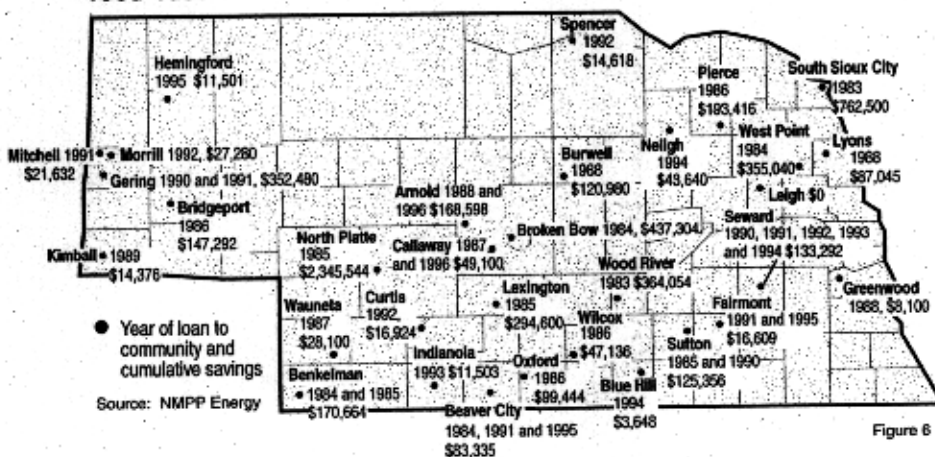 Spencer
1992
$14,618
Hemingford
1995 $11,501
Pierce
1986
$193,416
South Sioux City
1983
$762,500
Mitchell 1991
$21,632
Morrill 1992, $27,260
Gering 1990 and 1991, $352,480
Bridgeport
1986
$147,292
Kimball 1989
$14,376
Burwell
1968
$120,980
Neligh
1994
$43,640
West Point
1984
$355,040
Lyons
1968
$87,045
Leigh $0
Arnold 1988 and
1996 $168,598
Broken Bow 1984, $437,304
Callaway 1987
and 1996 $49,100
Seward
1990, 1991, 1992, 1993
and 1994 $133,292
North Platte
1985
$2,345,544
Wood River
1983 $364,054
Greenwood
1988, $8,100
Lexington
1985
$294,600
Fairmont
1991 and 1995
$16,609
Wauneta
1987
$28,100
Curtis
1992,
$16,924
Wilcox
1986
$47,136
Sutton
1985 and 1990
$125,356
Indianola
1993 $11,503
Oxford
1986
$99,444
Blue Hill
1994
$3,648
Benkelman
1984 and 1985
$170,664
Beaver City
1984, 1991 and 1995
$83,335
Year of loan to
community and
cumulative savings
Source: NMPP Energy
Figure 6